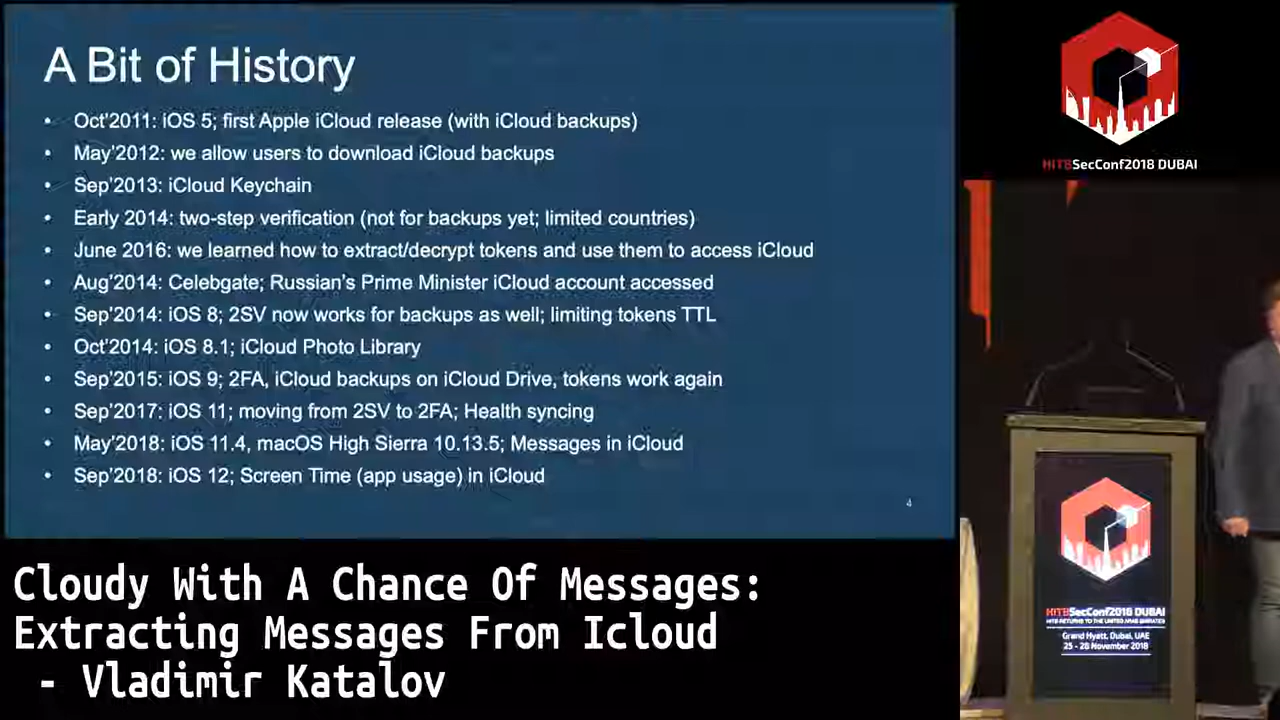 A Bit of History
• Oct'2011: iOS 5; first Apple iCloud release (with iCloud backups)
• May'2012: we allow users to download iCloud backups
• Sep'2013: iCloud Keychain
• Early 2014: two-step verification (not for backups yet; limited countries)
• June 2016: we learned how to extract/decrypt tokens and use them to access iCloud
• Aug'2014: Celebgate; Russian's Prime Minister iCloud account accessed
• Sep'2014: iOS 8; 2SV now works for backups as well; limiting tokens TTL
• Oct'2014: iOS 8.1; iCloud Photo Library
• Sep'2015: iOS 9; 2FA, iCloud backups on iCloud Drive, tokens work again
• Sep'2017: iOS 11; moving from 2SV to 2FA; Health syncing
• May'2018: iOS 11.4, macOS High Sierra 10.13.5; Messages in iCloud
• Sep'2018: iOS 12; Screen Time (app usage) in iCloud
4
Cloudy With A Chance Of Messages:
Extracting Messages From Icloud
- Vladimir Katalov
HITBSecConf2018 DUBAI
HITBSecConf2018 DUBAI
HITB RETURNS TO THE UNITED ARAB EMIRATES
Grand Hyatt, Dubai, UAE
25 - 28 November 2018